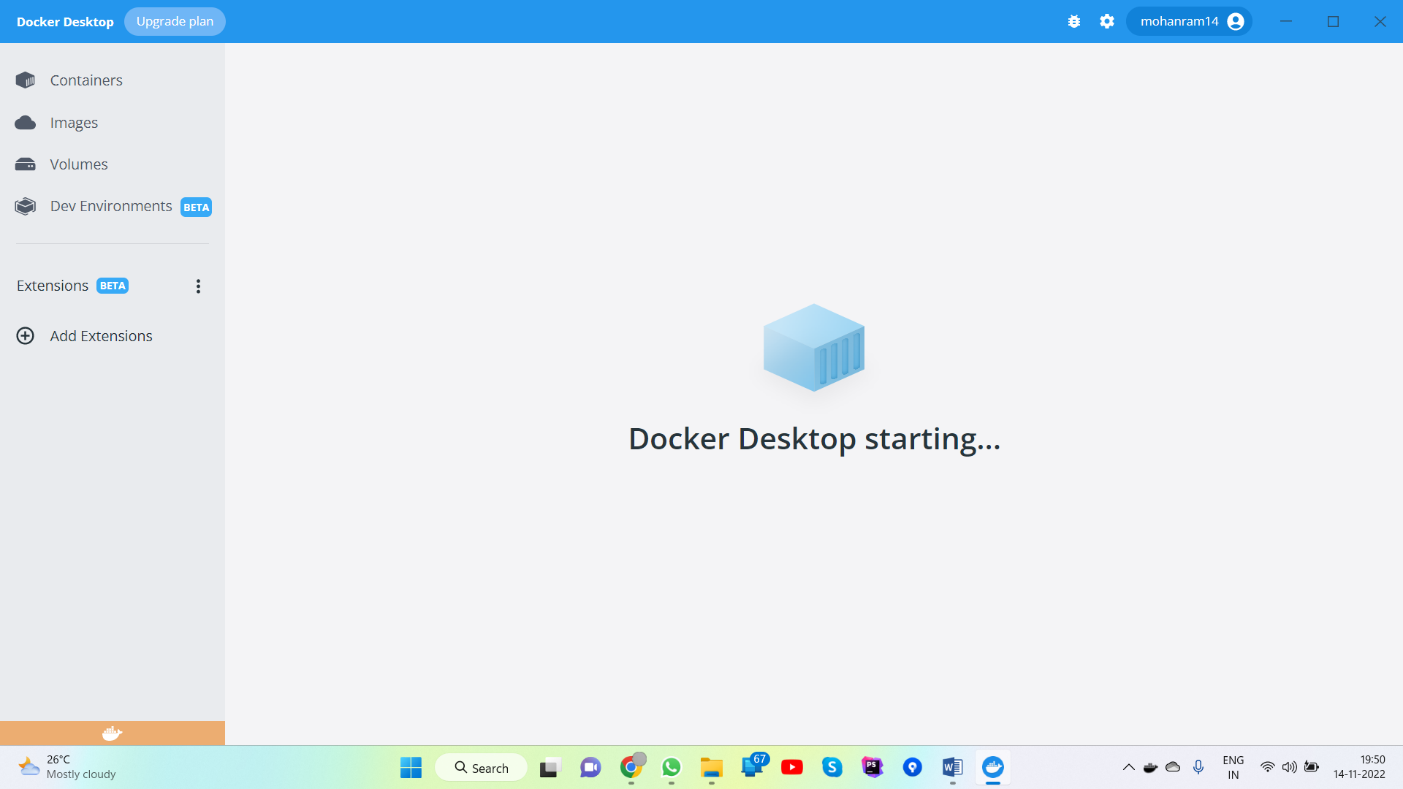 Docker Desktop Upgrade plan mohanram14
Containers
Images
Volumes
Dev Environments BETA
Extensions BETA
Add Extensions
Docker Desktop starting...
26°C
Mostly cloudy
Search
67
PS
ENG
IN
19:50
14-11-2022